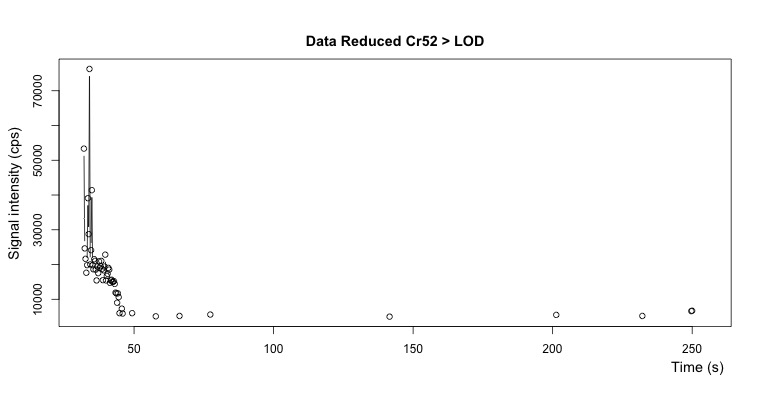 Data Reduced Cr52 > LOD
Signal intensity (cps)
70000
50000
30000
10000
50 100 150 200 250
Time (s)